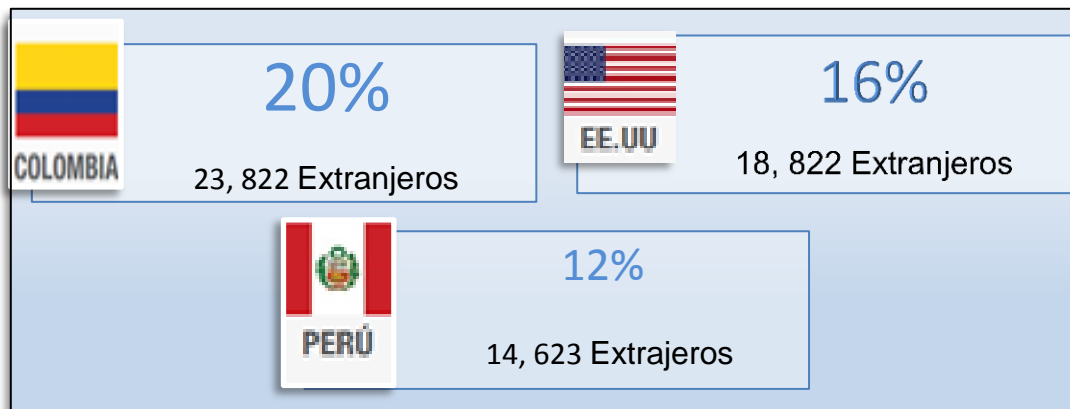 COLOMBIA
20%
23, 822 Extranjeros
EE.UU
16%
18, 822 Extranjeros
PERÚ
12%
14, 623 Extrajeros